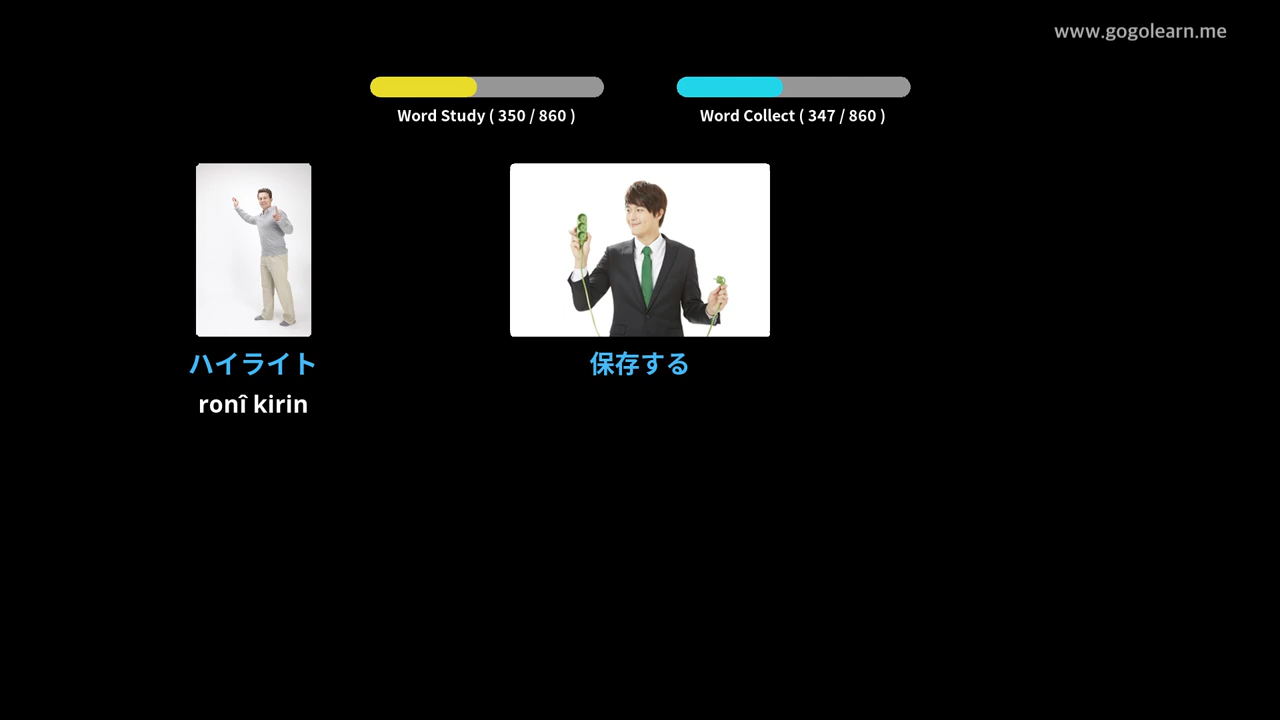 www.gogolearn.me
Word Study ( 350 / 860 )
Word Collect ( 347 / 860 )
ハイライト
ronî kirin
保存する